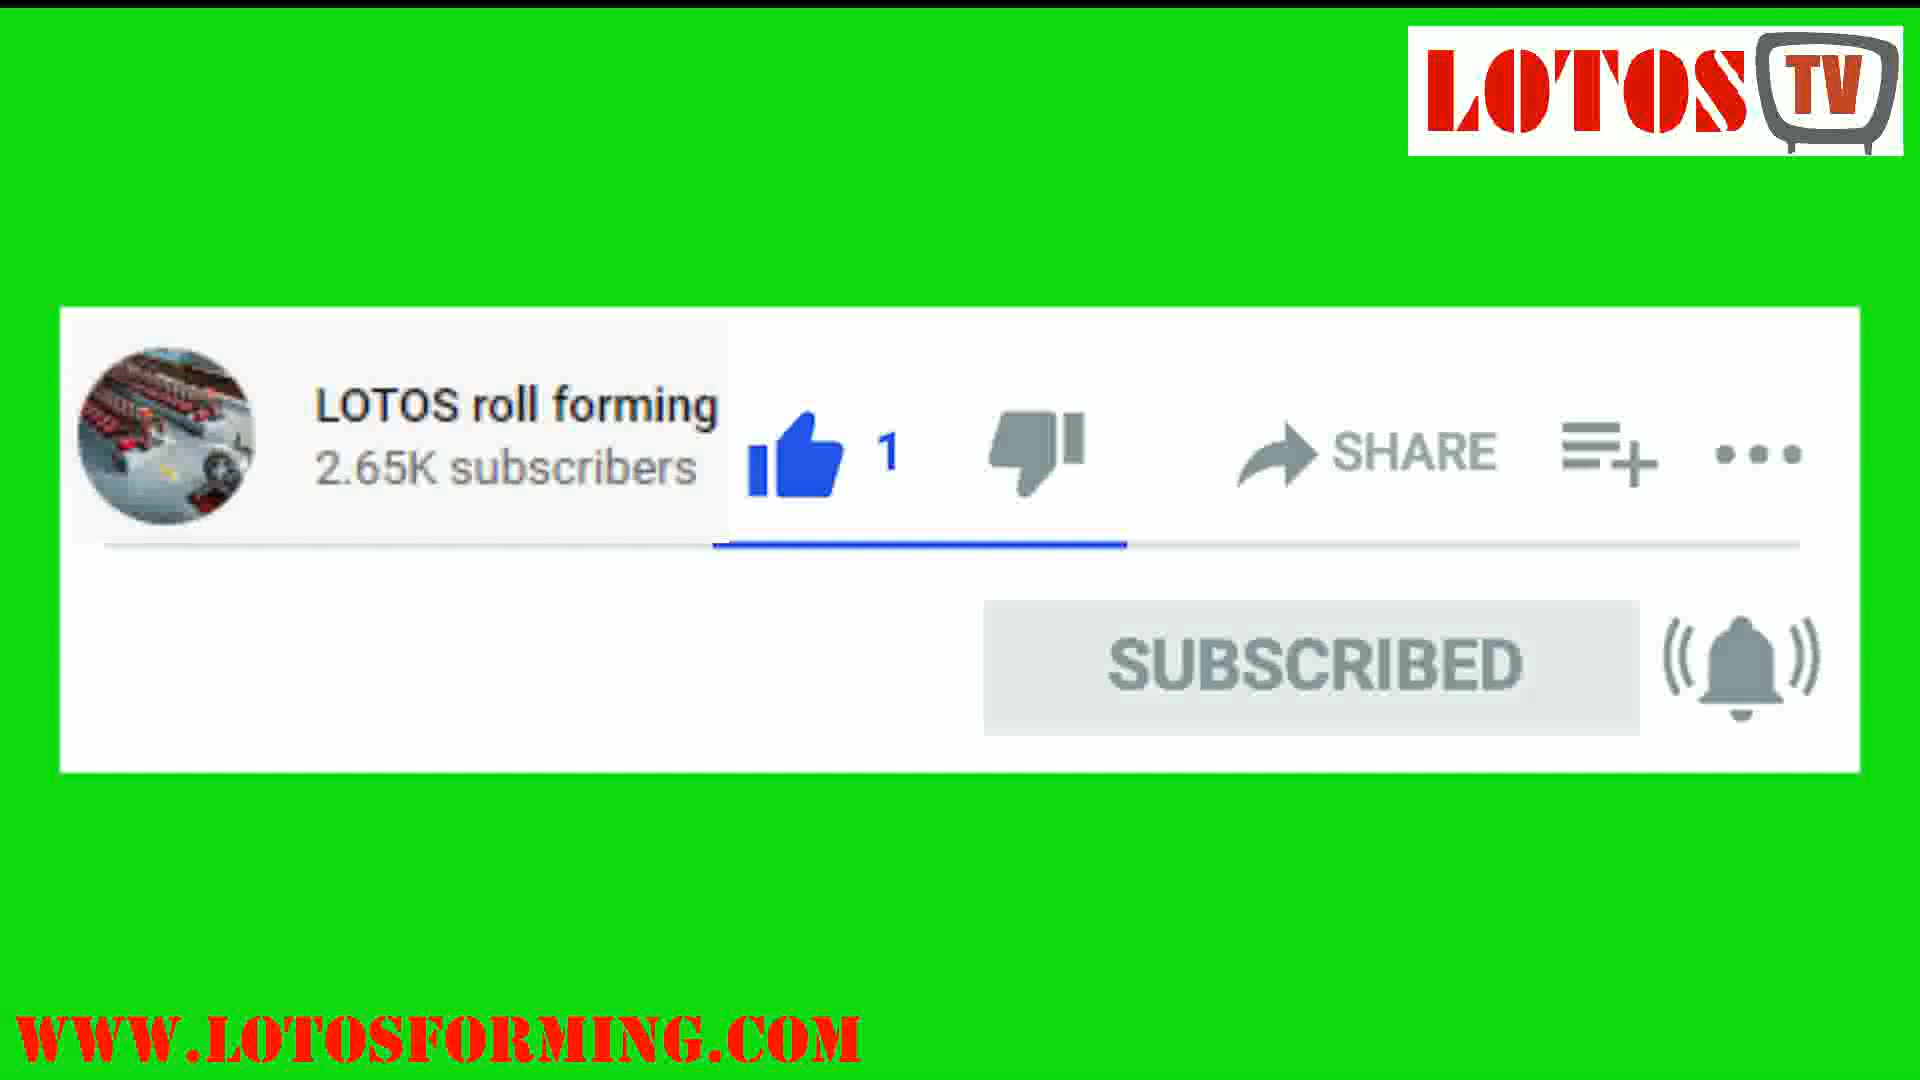 LOTOS TV
LOTOS roll forming
2.65K subscribers
1
SHARE
SUBSCRIBED
WWW.LOTOSFORMING.COM